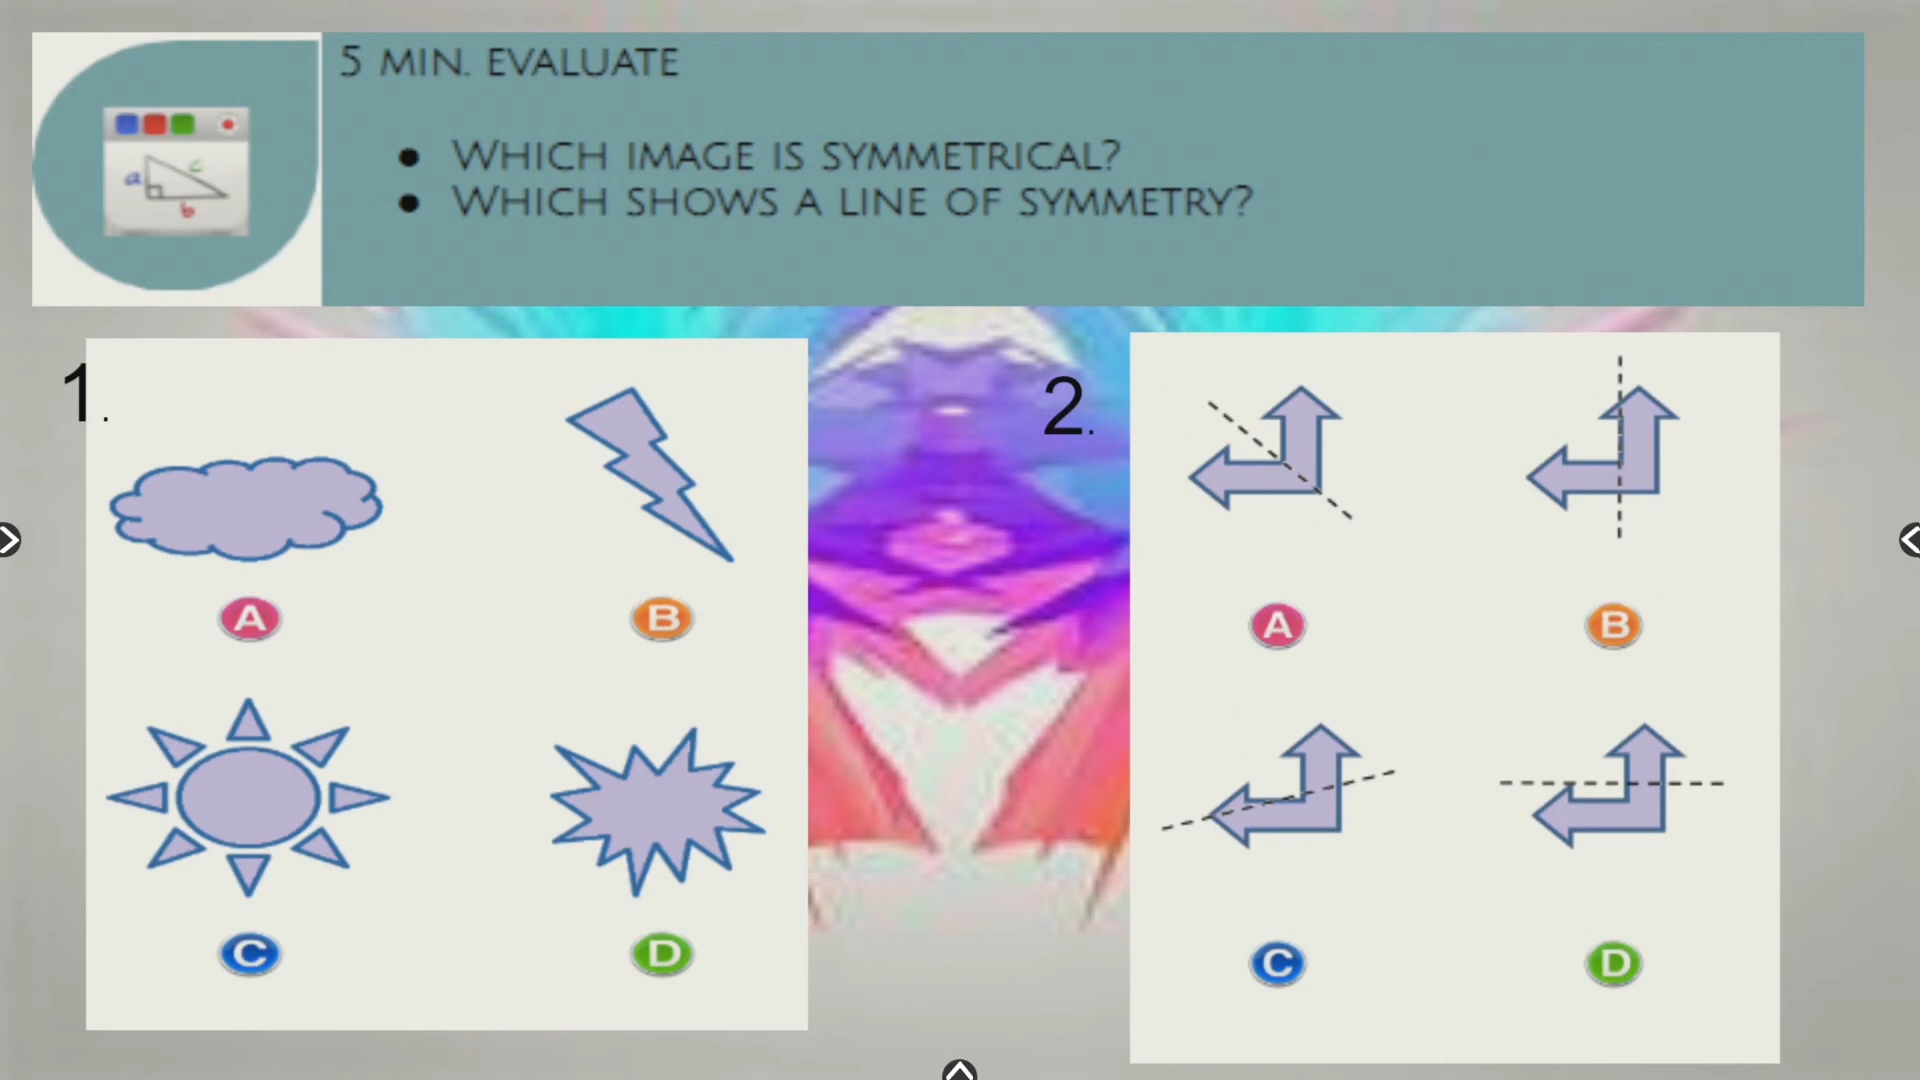 5 MIN. EVALUATE
a
c
b
● WHICH IMAGE IS SYMMETRICAL?
● WHICH SHOWS A LINE OF SYMMETRY?
1.
A
B
C
D
2.
A
B
C
D